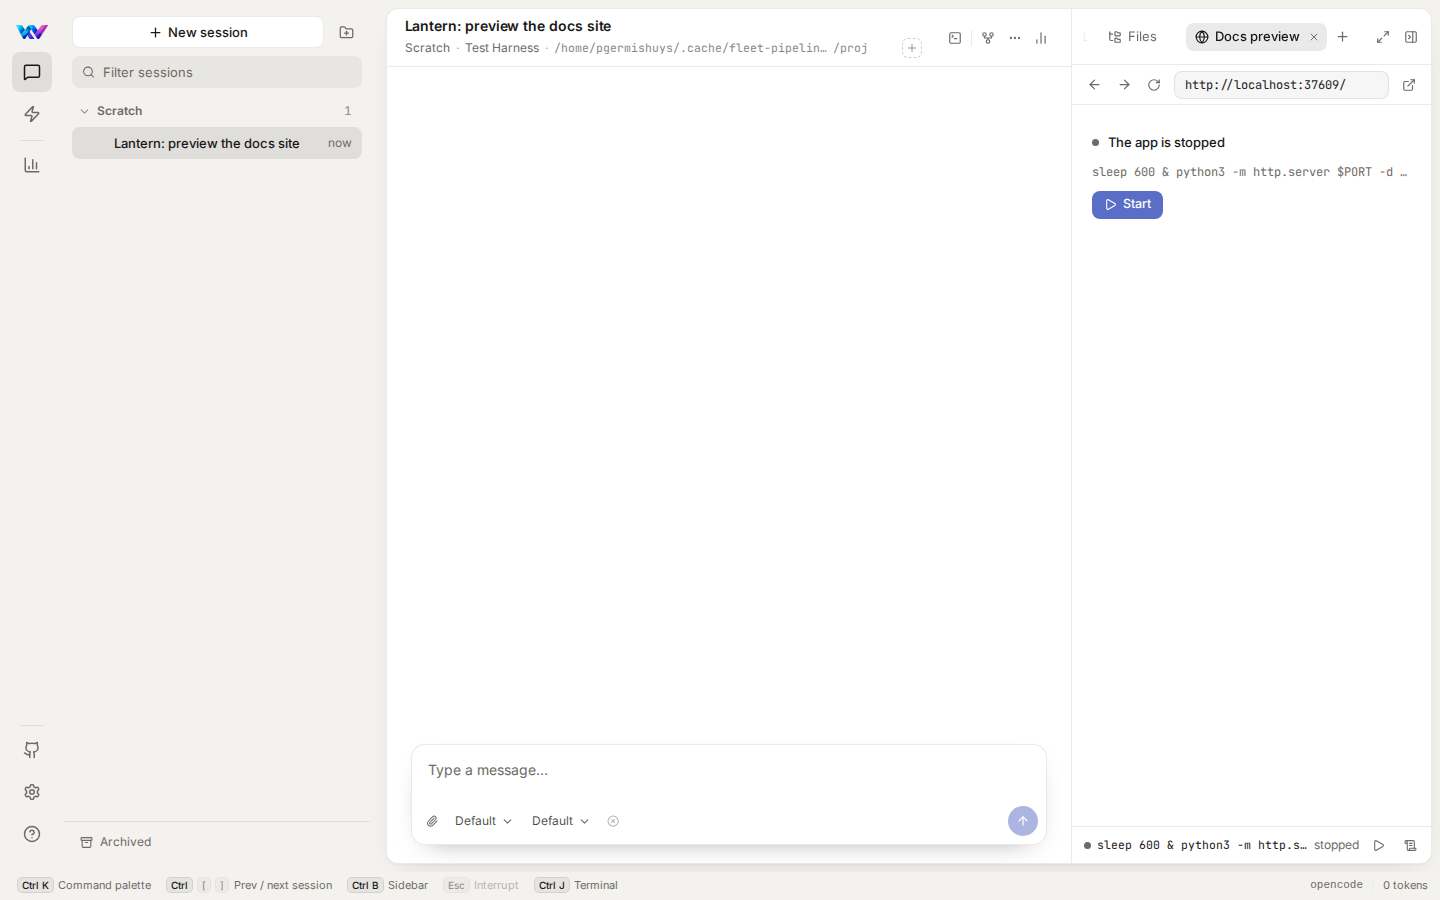 New session
Filter sessions
Scratch 1
Lantern: preview the docs site now
Archived
Lantern: preview the docs site
Scratch · Test Harness · /home/pgermishuys/.cache/fleet-pipelin… /proj
Type a message...
Default Default
Files Docs preview
http://localhost:37609/
The app is stopped
sleep 600 & python3 -m http.server $PORT -d …
Start
sleep 600 & python3 -m http.s… stopped
Ctrl K Command palette Ctrl [ ] Prev / next session Ctrl B Sidebar Esc Interrupt Ctrl J Terminal opencode 0 tokens